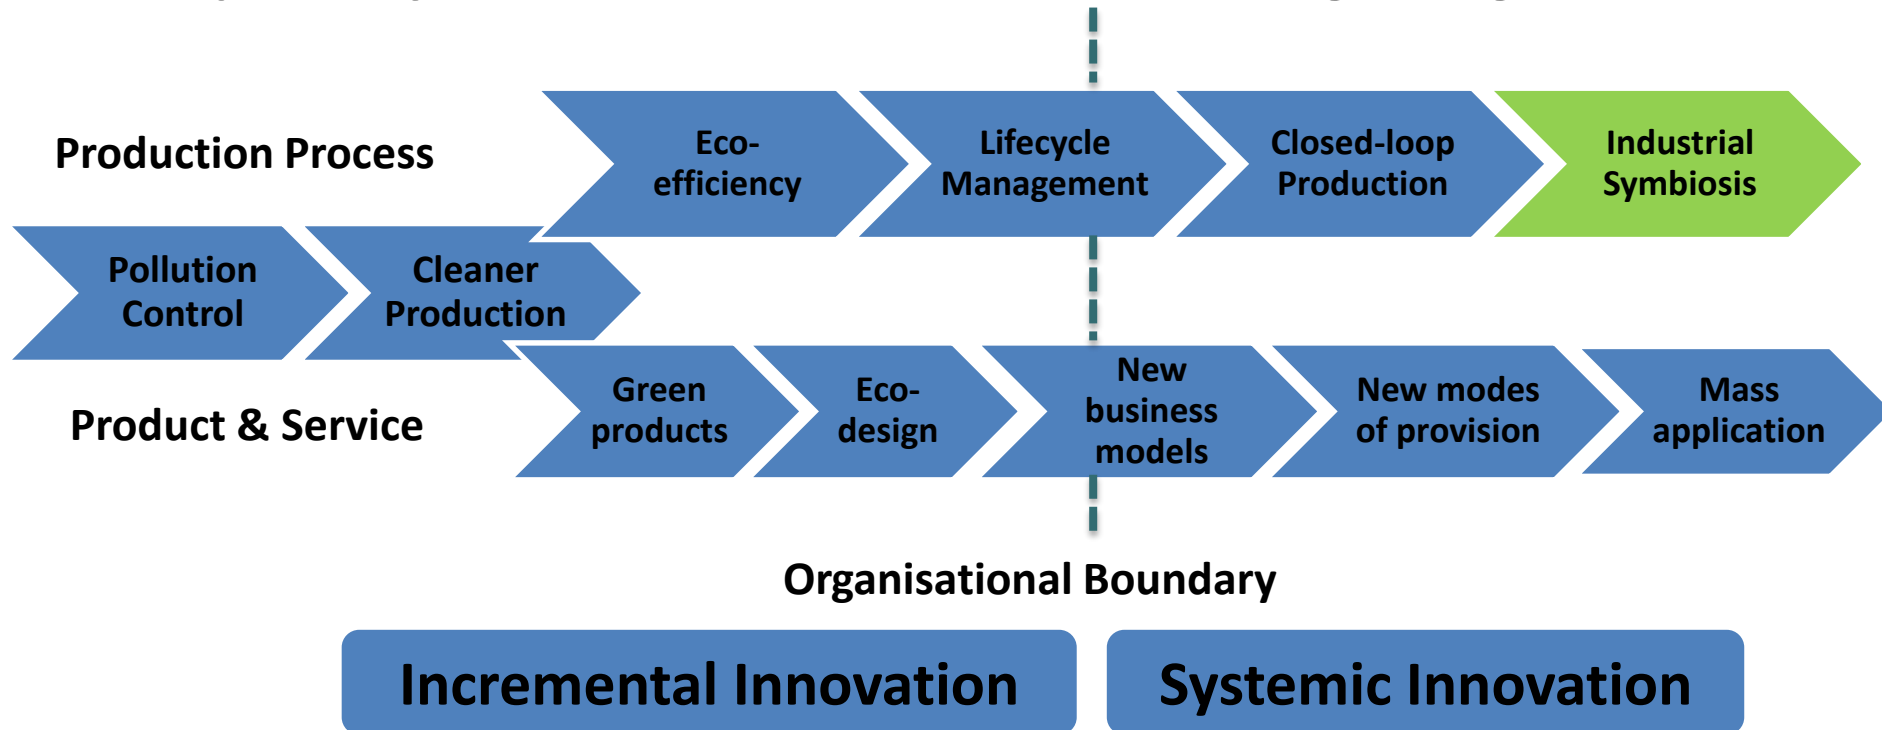 Production Process
Eco-
efficiency
Lifecycle
Management
Closed-loop
Production
Industrial
Symbiosis
Pollution
Control
Cleaner
Production
Product & Service
Green
products
Eco-
design
New
business
models
New modes
of provision
Mass
application
Organisational Boundary
Incremental Innovation
Systemic Innovation